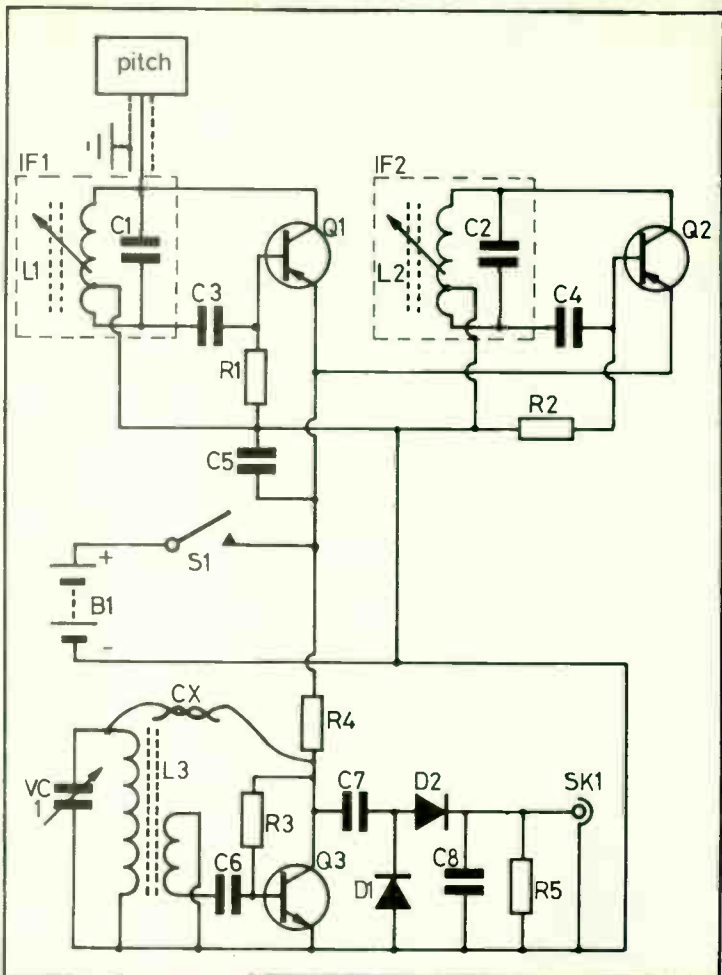 pitch
IF1
IF2
C1
Q1
C2
Q2
L1
L2
C3
C4
R1
R2
C5
S1
+
B1
-
CX
R4
VC
1
L3
C7
D2
SK1
R3
C6
Q3
D1
C8
R5